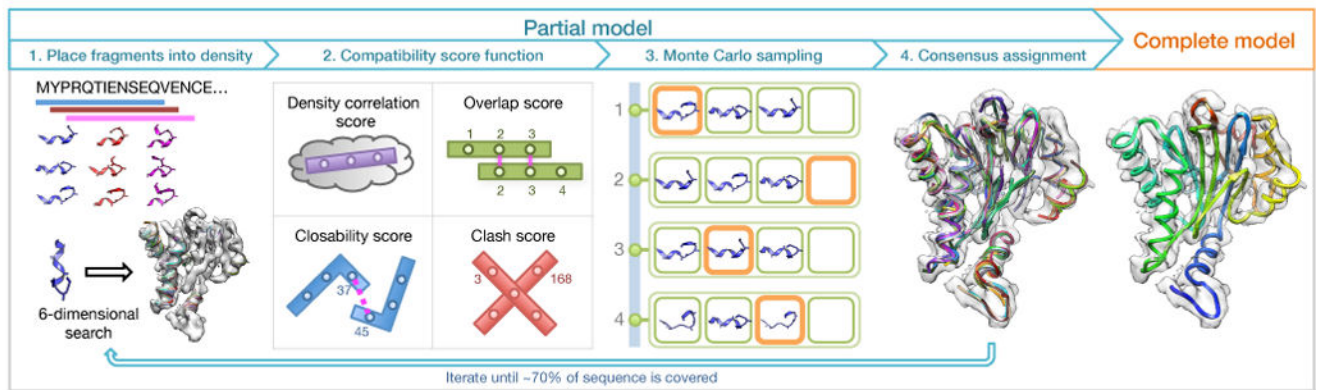 Partial model
Complete model
1. Place fragments into density
2. Compatibility score function
3. Monte Carlo sampling
4. Consensus assignment
MYPRQTIENSEQVENCE...
6-dimensional
search
Density correlation
score
Overlap score
1 2 3
2 3 4
Closability score
37
45
Clash score
3
168
1
2
3
4
Iterate until ~70% of sequence is covered